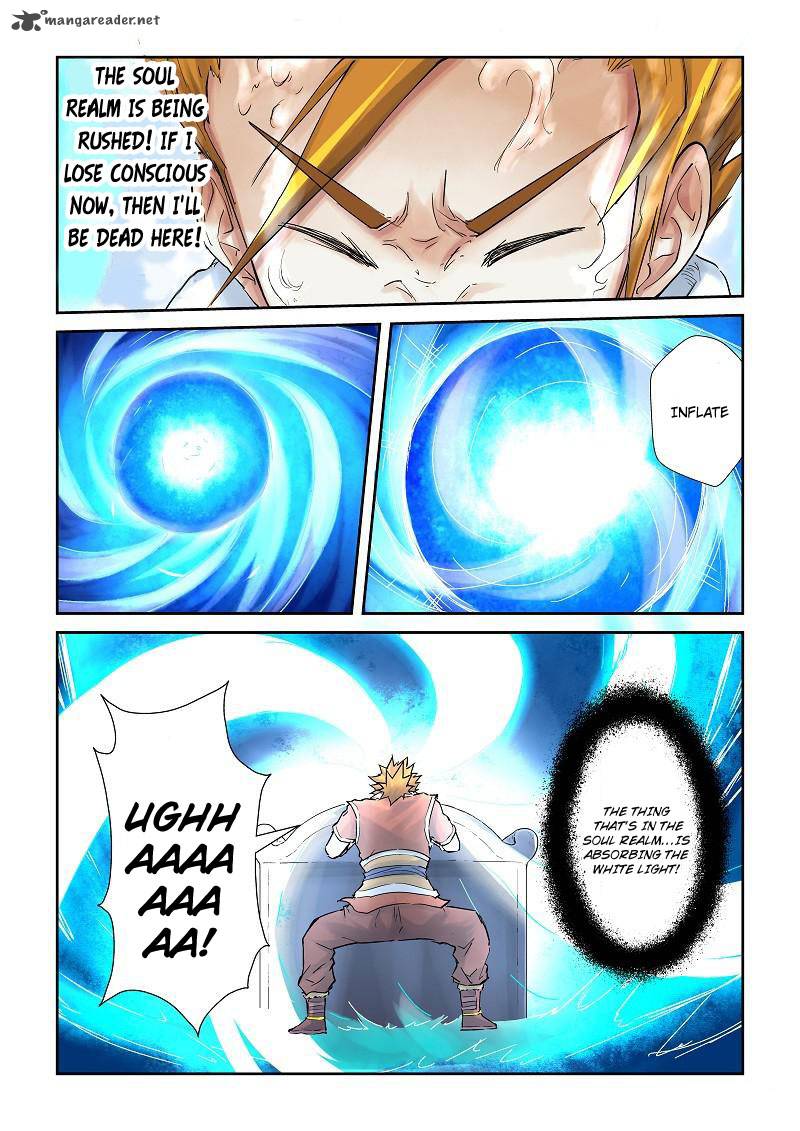 mangareader.net
THE SOUL
REALM IS BEING
RUSHED! IF I
LOSE CONSCIOUS
NOW, THEN I'LL
BE DEAD HERE!
INFLATE
UGHH
AAAA
AAA
AA!
THE THING
THAT'S IN THE
SOUL REALM...IS
ABSORBING THE
WHITE LIGHT!